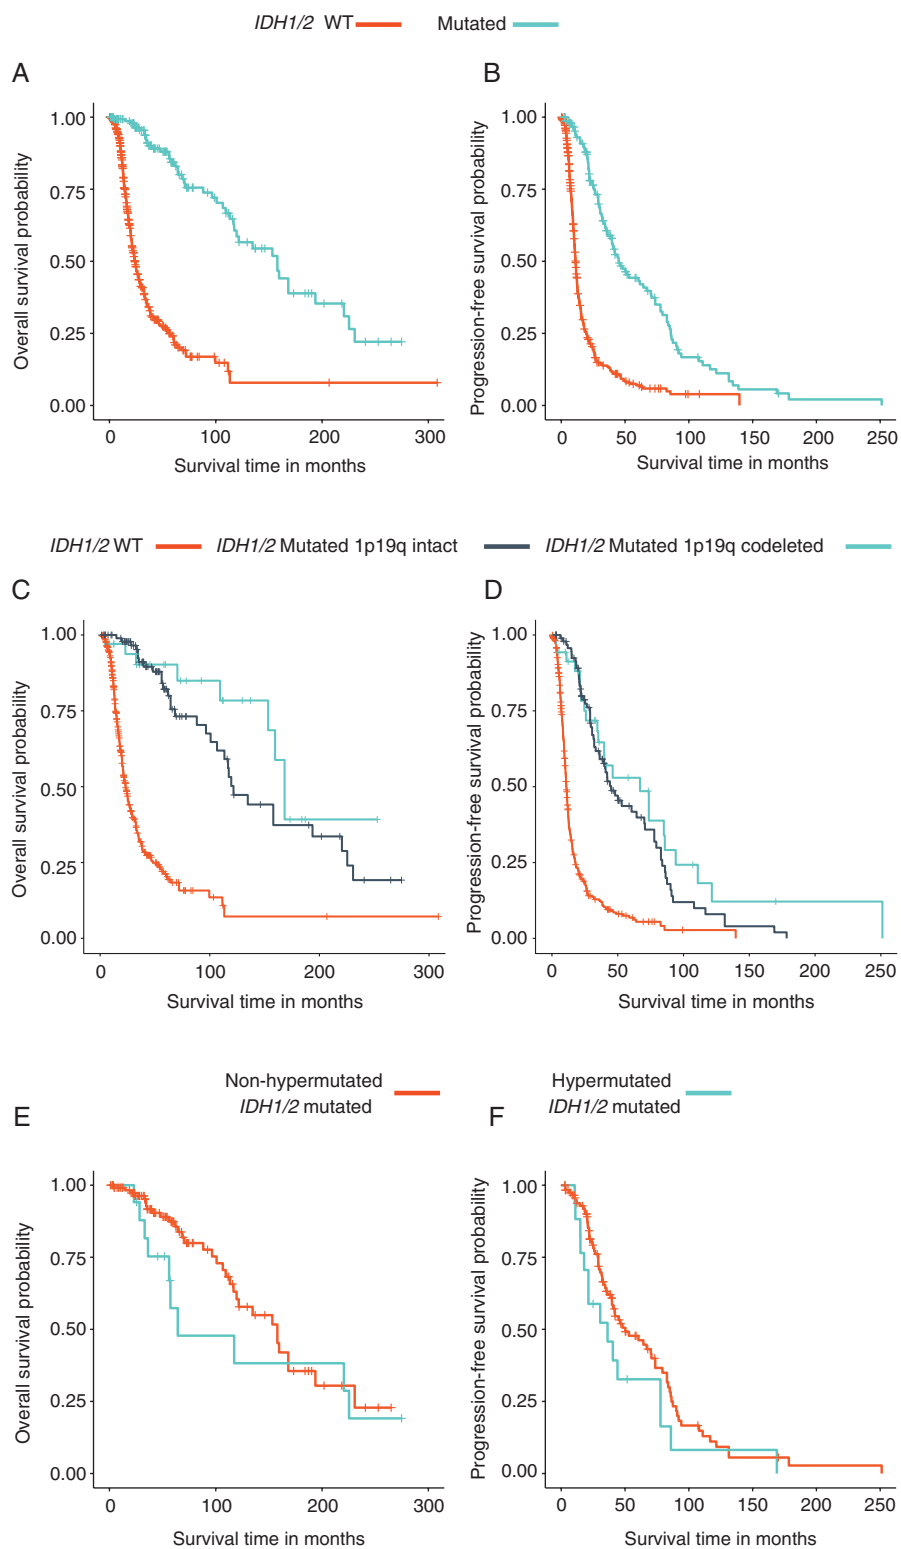 IDH1/2 WT Mutated
A
B
1.00
0.75
0.50
0.25
0.00
Overall survival probability
0 100 200 300
Survival time in months
1.00
0.75
0.50
0.25
0.00
Progression-free survival probability
0 50 100 150 200 250
Survival time in months
IDH1/2 WT IDH1/2 Mutated 1p19q intact IDH1/2 Mutated 1p19q codeleted
C
D
1.00
0.75
0.50
0.25
0.00
Overall survival probability
0 100 200 300
Survival time in months
1.00
0.75
0.50
0.25
0.00
Progression-free survival probability
0 50 100 150 200 250
Survival time in months
Non-hypermutated
IDH1/2 mutated
Hypermutated
IDH1/2 mutated
E
F
1.00
0.75
0.50
0.25
0.00
Overall survival probability
0 100 200 300
Survival time in months
1.00
0.75
0.50
0.25
0.00
Progression-free survival probability
0 50 100 150 200 250
Survival time in months